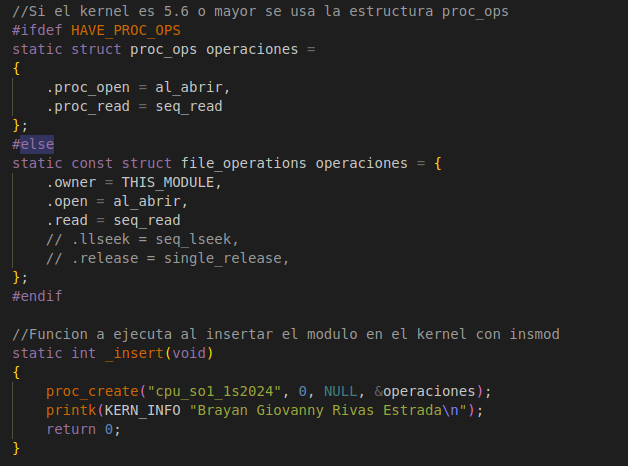 //Si el kernel es 5.6 o mayor se usa la estructura proc_ops
#ifdef HAVE_PROC_OPS
static struct proc_ops operaciones =
{
    .proc_open = al_abrir,
    .proc_read = seq_read
};
#else
static const struct file_operations operaciones = {
    .owner = THIS_MODULE,
    .open = al_abrir,
    .read = seq_read
    // .llseek = seq_lseek,
    // .release = single_release,
};
#endif

//Funcion a ejecuta al insertar el modulo en el kernel con insmod
static int _insert(void)
{
    proc_create("cpu_so1_1s2024", 0, NULL, &operaciones);
    printk(KERN_INFO "Brayan Giovanny Rivas Estrada\n");
    return 0;
}